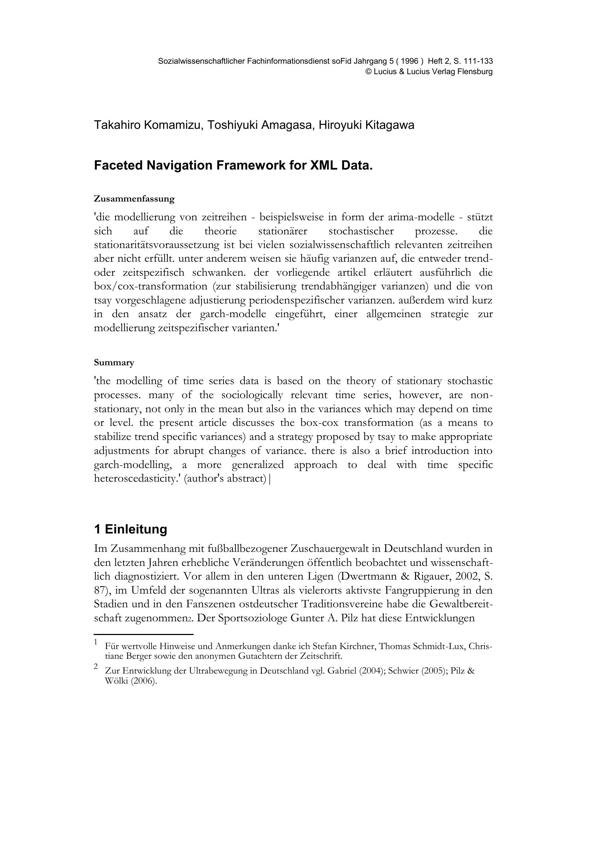 Sozialwissenschaftlicher Fachinformationsdienst soFid Jahrgang 5 ( 1996 ) Heft 2, S. 111-133
© Lucius & Lucius Verlag Flensburg
Takahiro Komamizu, Toshiyuki Amagasa, Hiroyuki Kitagawa
Faceted Navigation Framework for XML Data.
Zusammenfassung
'die modellierung von zeitreihen - beispielsweise in form der arima-modelle - stützt
sich auf die theorie stationärer stochastischer prozesse. die
stationaritätsvoraussetzung ist bei vielen sozialwissenschaftlich relevanten zeitreihen
aber nicht erfüllt. unter anderem weisen sie häufig varianzen auf, die entweder trend-
oder zeitspezifisch schwanken. der vorliegende artikel erläutert ausführlich die
box/cox-transformation (zur stabilisierung trendabhängiger varianzen) und die von
tsay vorgeschlagene adjustierung periodenspezifischer varianzen. außerdem wird kurz
in den ansatz der garch-modelle eingeführt, einer allgemeinen strategie zur
modellierung zeitspezifischer varianten.'
Summary
'the modelling of time series data is based on the theory of stationary stochastic
processes. many of the sociologically relevant time series, however, are non-
stationary, not only in the mean but also in the variances which may depend on time
or level. the present article discusses the box-cox transformation (as a means to
stabilize trend specific variances) and a strategy proposed by tsay to make appropriate
adjustments for abrupt changes of variance. there is also a brief introduction into
garch-modelling, a more generalized approach to deal with time specific
heteroscedasticity.' (author's abstract)|
1 Einleitung
Im Zusammenhang mit fußballbezogener Zuschauergewalt in Deutschland wurden in
den letzten Jahren erhebliche Veränderungen öffentlich beobachtet und wissenschaft-
lich diagnostiziert. Vor allem in den unteren Ligen (Dwertmann & Rigauer, 2002, S.
87), im Umfeld der sogenannten Ultras als vielerorts aktivste Fangruppierung in den
Stadien und in den Fanszenen ostdeutscher Traditionsvereine habe die Gewaltbereit-
schaft zugenommen2. Der Sportsoziologe Gunter A. Pilz hat diese Entwicklungen
1 Für wertvolle Hinweise und Anmerkungen danke ich Stefan Kirchner, Thomas Schmidt-Lux, Chris-
tiane Berger sowie den anonymen Gutachtern der Zeitschrift.
2 Zur Entwicklung der Ultrabewegung in Deutschland vgl. Gabriel (2004); Schwier (2005); Pilz &
Wölki (2006).